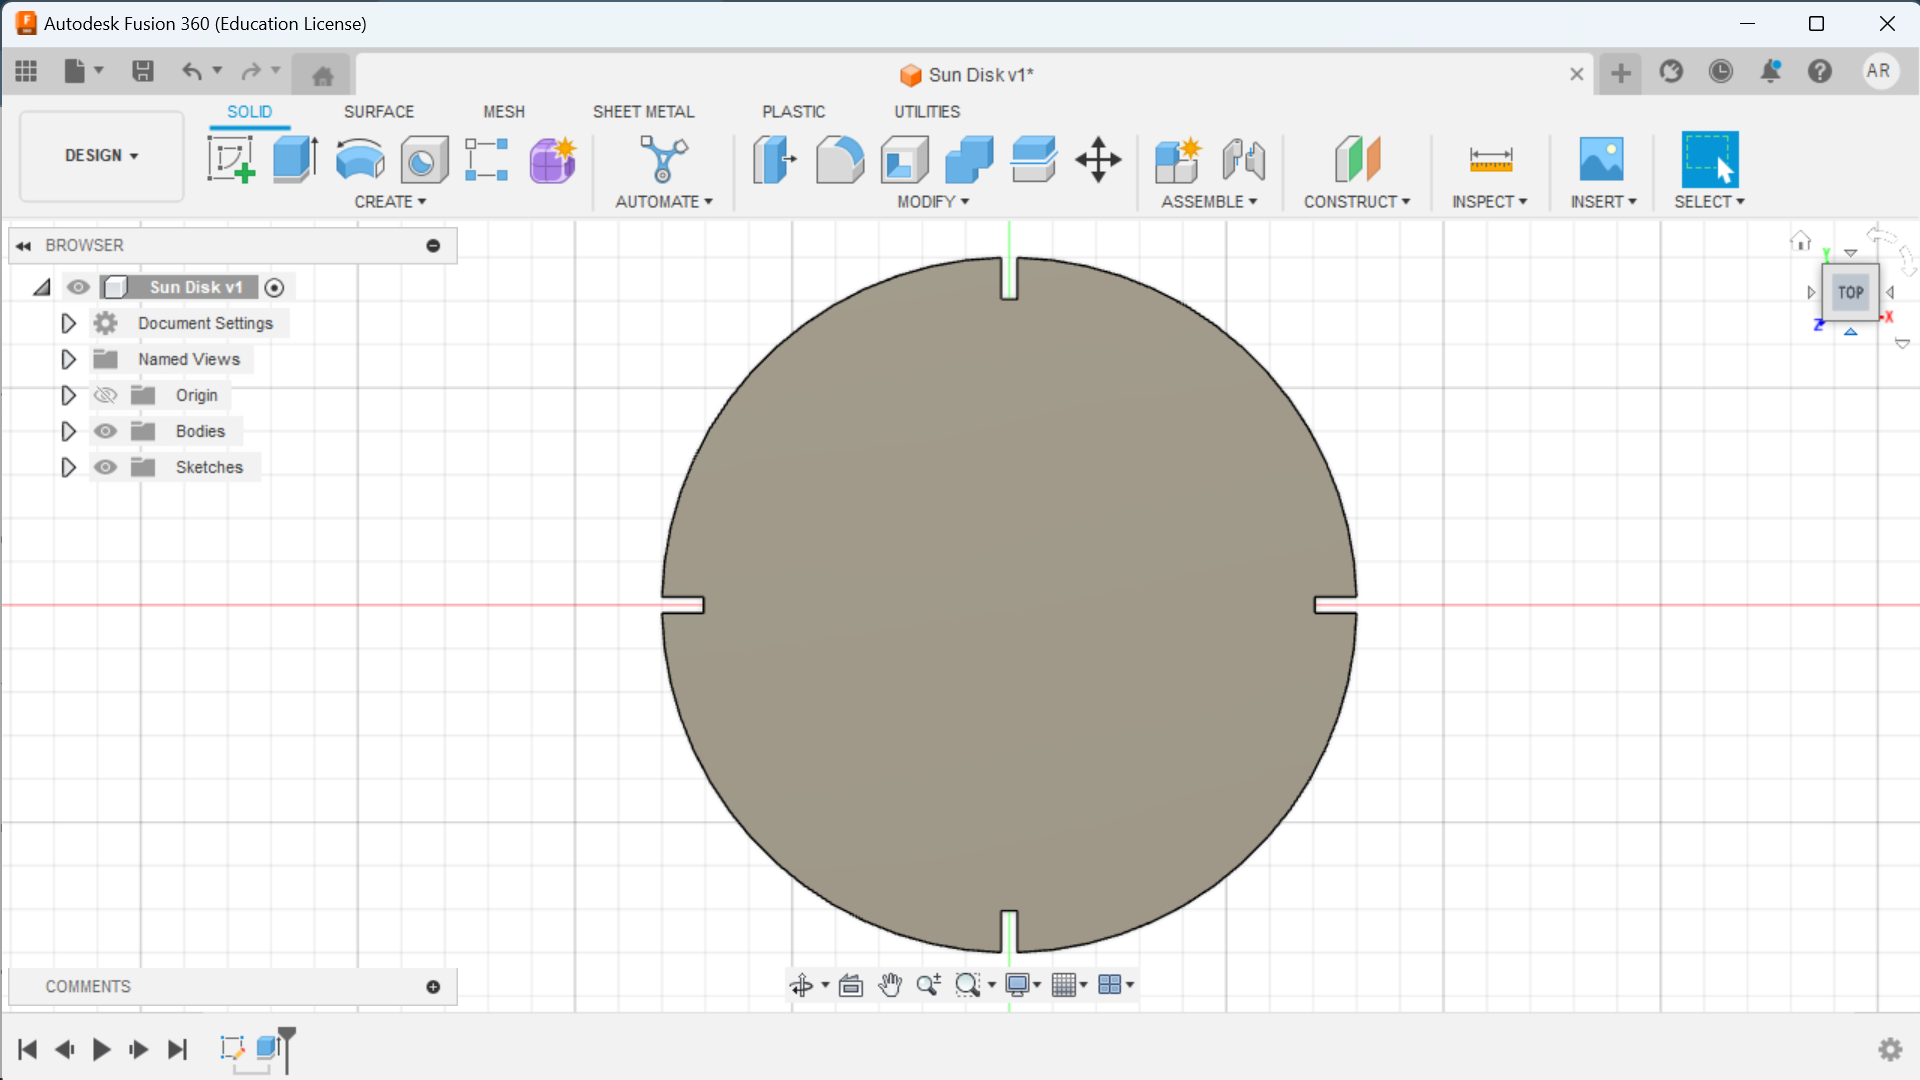 Autodesk Fusion 360 (Education License)
Sun Disk v1*
AR
DESIGN
SOLID SURFACE MESH SHEET METAL PLASTIC UTILITIES
CREATE AUTOMATE MODIFY ASSEMBLE CONSTRUCT INSPECT INSERT SELECT
BROWSER
Sun Disk v1
Document Settings
Named Views
Origin
Bodies
Sketches
Y
TOP
X
Z
COMMENTS